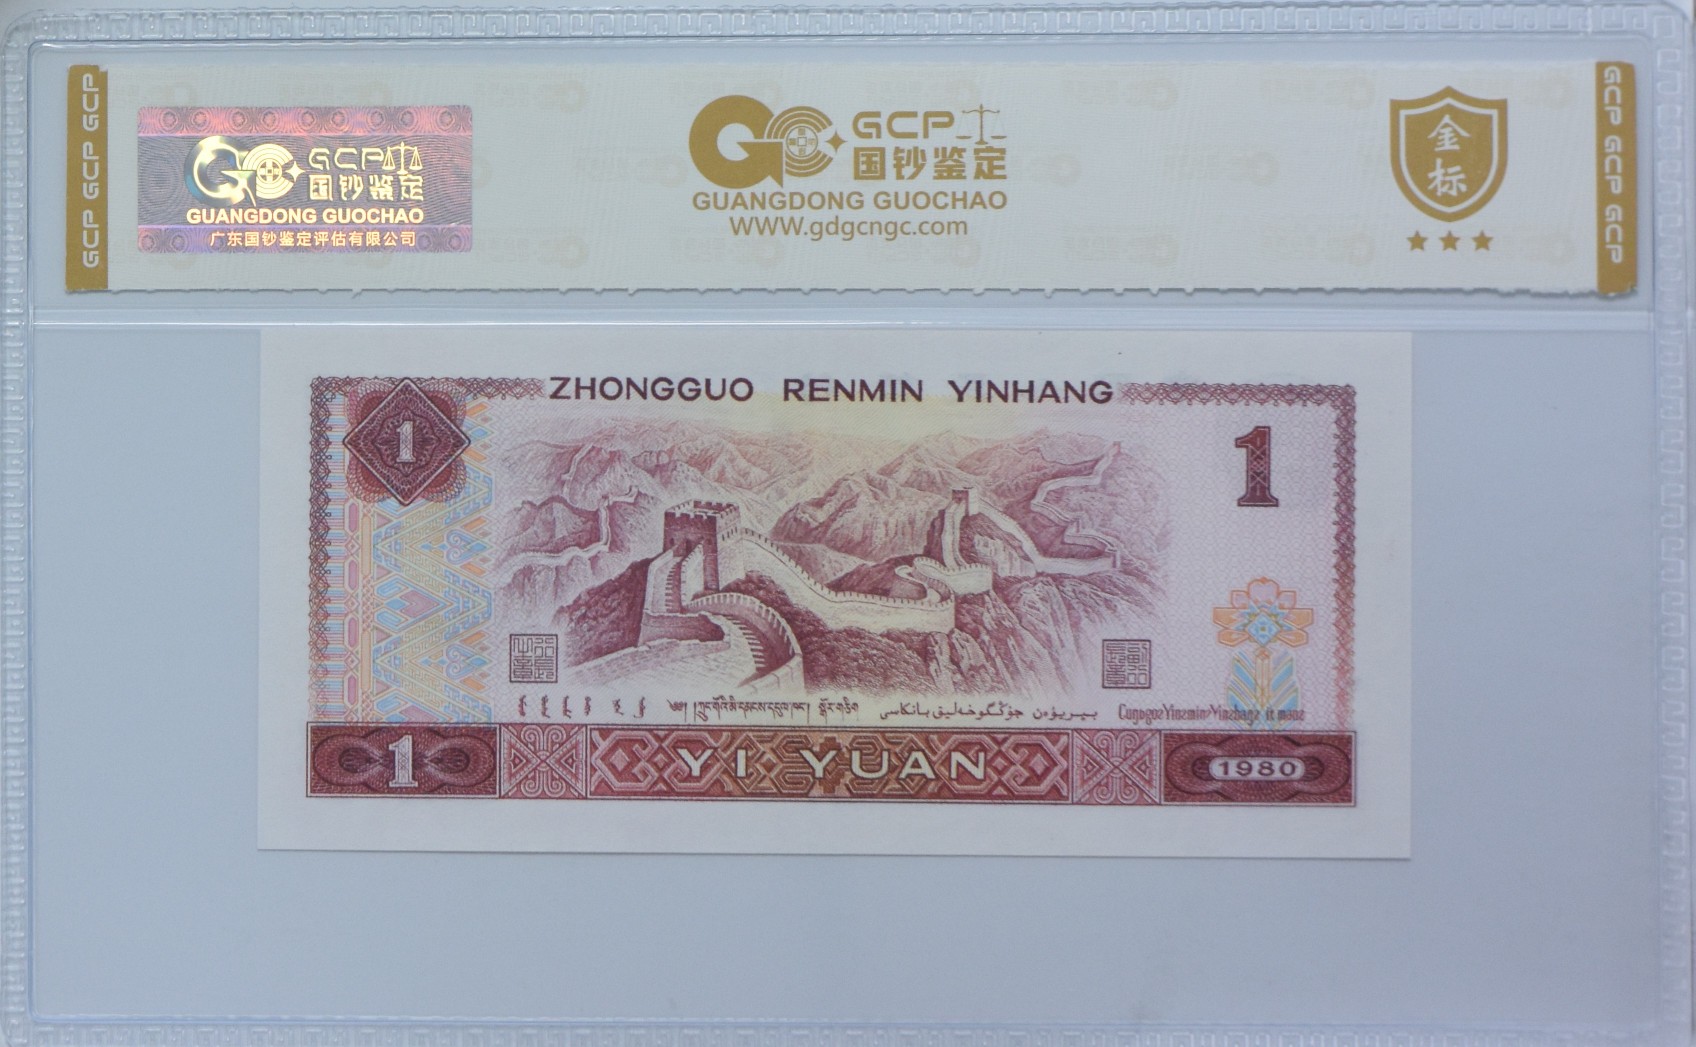 GCP GCP GCP
GCP
国钞鉴定
GUANGDONG GUOCHAO
广东国钞鉴定评估有限公司
GCP
国钞鉴定
GUANGDONG GUOCHAO
WWW.gdgcngc.com
金
标
GCP GCP GCP
ZHONGGUO RENMIN YINHANG
1
1
1
YI YUAN
1980